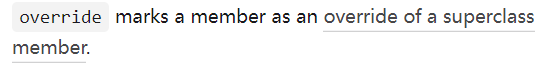 override marks a member as an override of a superclass
member.